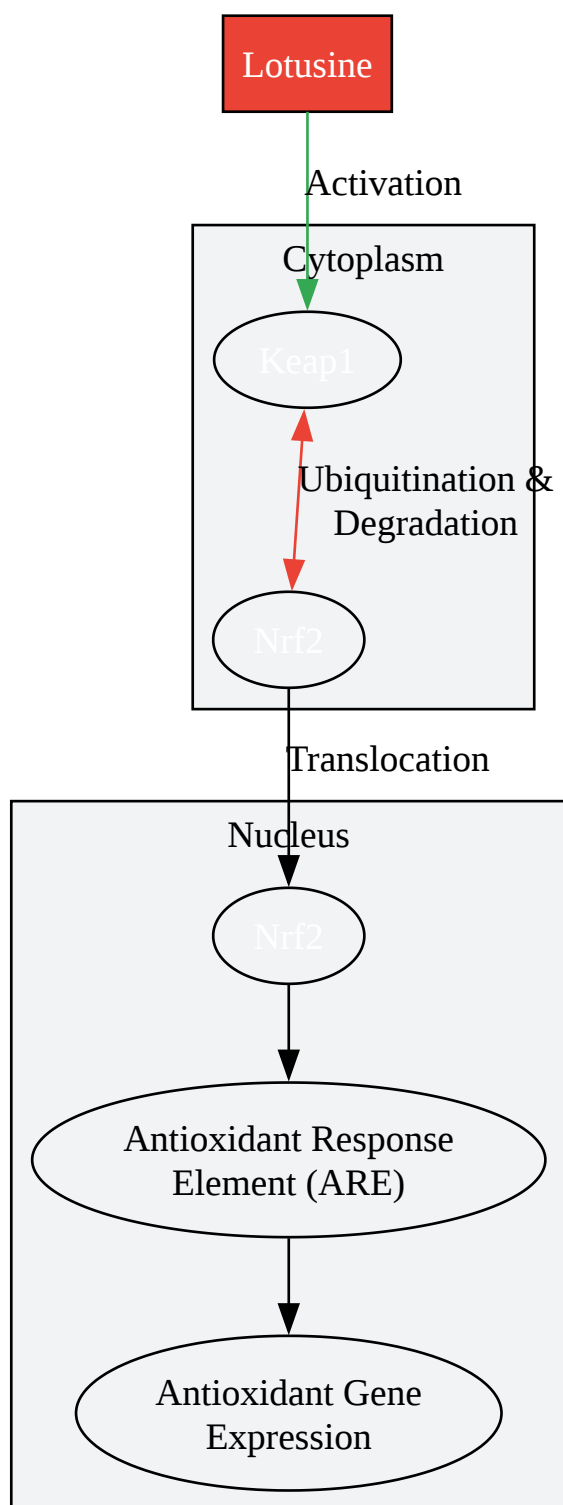 Lotusine
Activation
Cytoplasm
Keap1
Ubiquitination &
Degradation
Nrf2
Translocation
Nucleus
Nrf2
Antioxidant Response
Element (ARE)
Antioxidant Gene
Expression